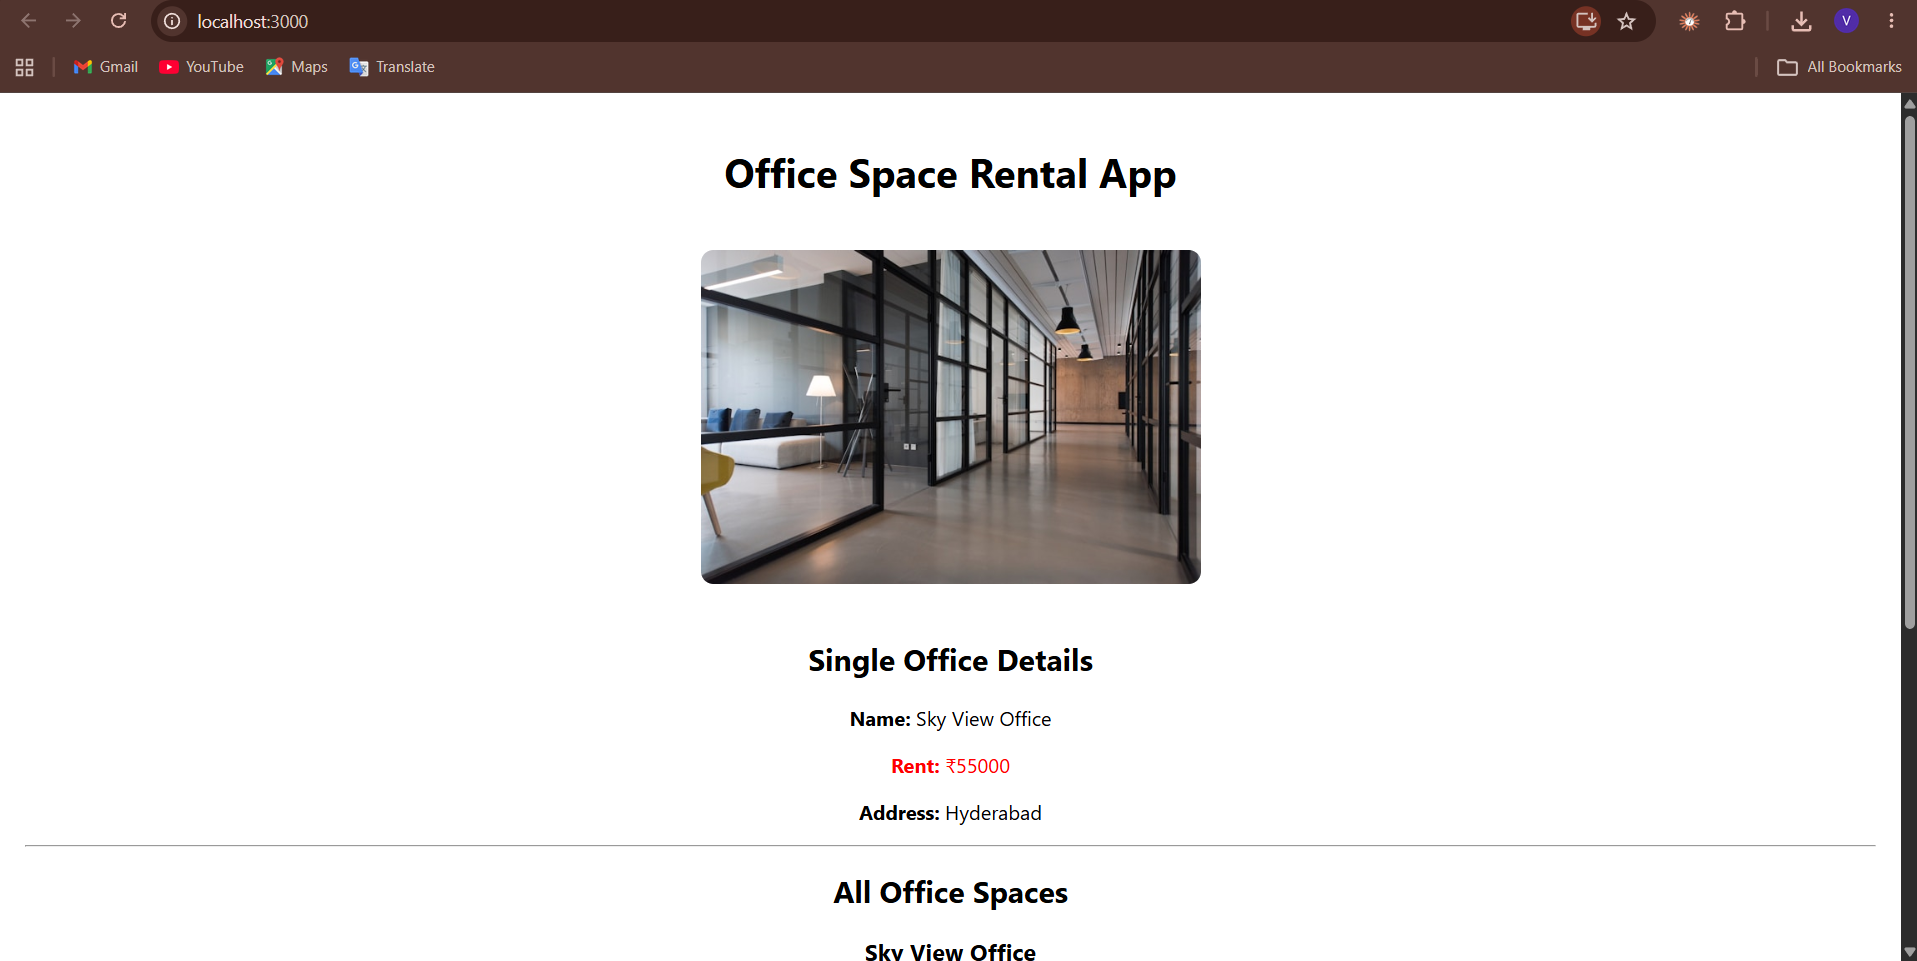 localhost:3000
V
Gmail
YouTube
Maps
Translate
All Bookmarks
Office Space Rental App
Single Office Details
Name: Sky View Office
Rent: ₹55000
Address: Hyderabad
All Office Spaces
Sky View Office